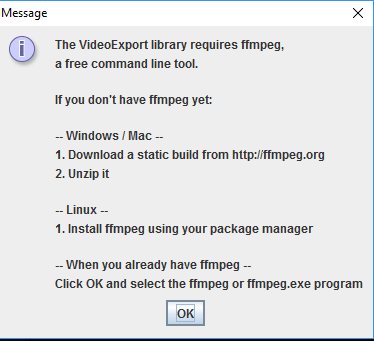 Message
The VideoExport library requires ffmpeg,
a free command line tool.
If you don't have ffmpeg yet:
-- Windows / Mac --
1. Download a static build from http://ffmpeg.org
2. Unzip it
-- Linux --
1. Install ffmpeg using your package manager
-- When you already have ffmpeg --
Click OK and select the ffmpeg or ffmpeg.exe program
OK